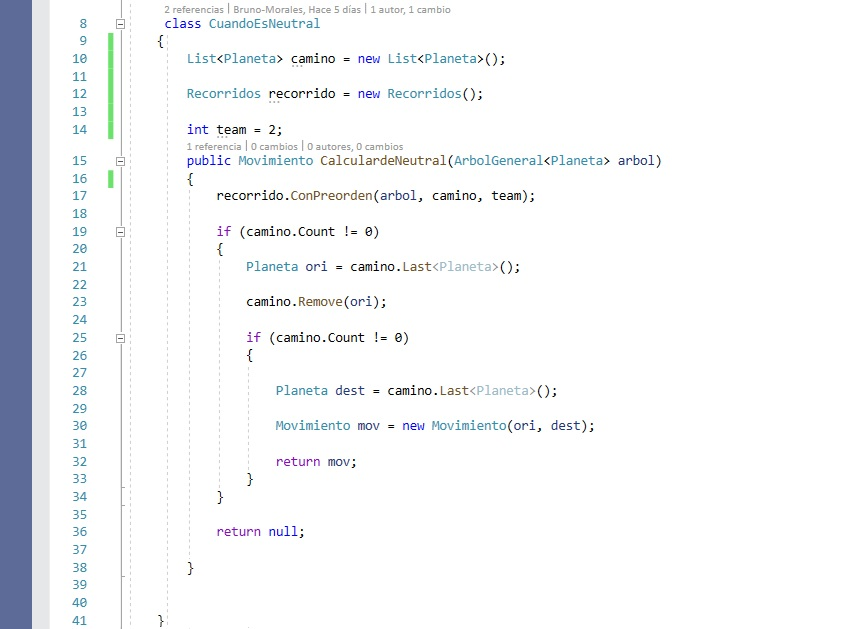 2 referencias | Bruno-Morales, Hace 5 días | 1 autor, 1 cambio
8 class CuandoEsNeutral
9 {
10 List<Planeta> camino = new List<Planeta>();
11
12 Recorridos recorrido = new Recorridos();
13
14 int team = 2;
1 referencia | 0 cambios | 0 autores, 0 cambios
15 public Movimiento CalculardeNeutral(ArbolGeneral<Planeta> arbol)
16 {
17 recorrido.ConPreorden(arbol, camino, team);
18
19 if (camino.Count != 0)
20 {
21 Planeta ori = camino.Last<Planeta>();
22
23 camino.Remove(ori);
24
25 if (camino.Count != 0)
26 {
27
28 Planeta dest = camino.Last<Planeta>();
29
30 Movimiento mov = new Movimiento(ori, dest);
31
32 return mov;
33 }
34 }
35
36 return null;
37
38 }
39
40
41 }